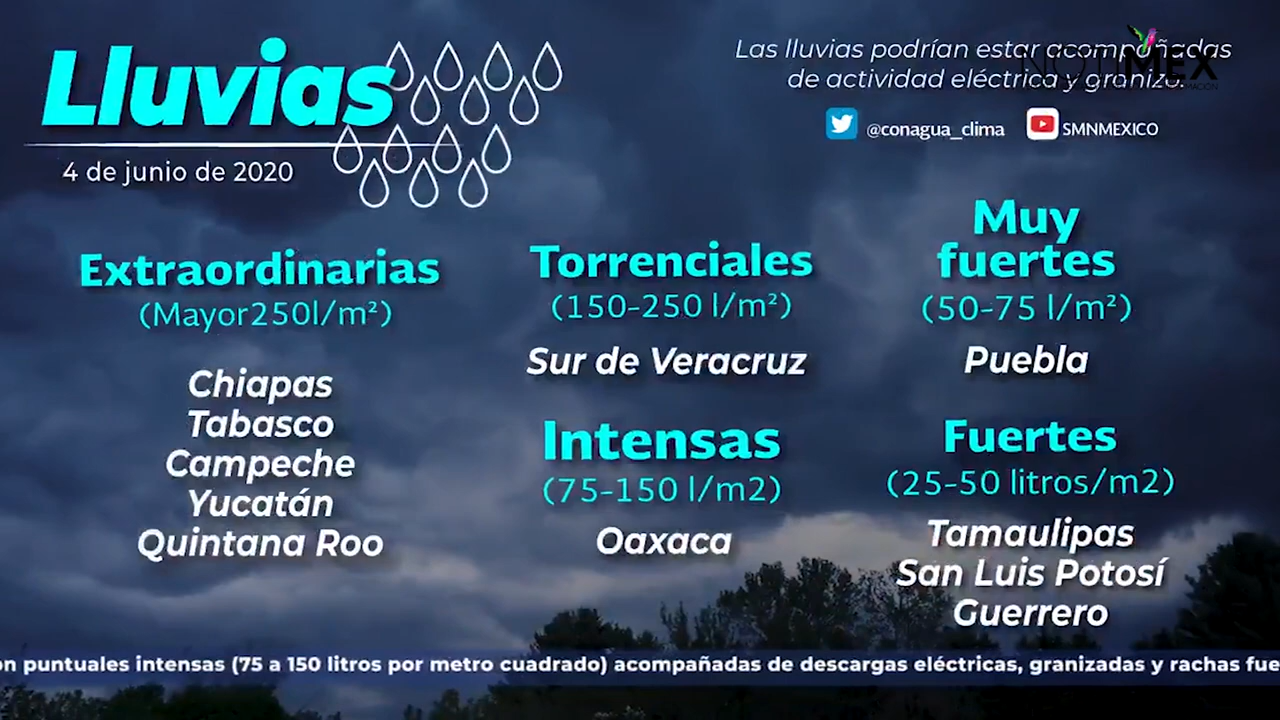 Lluvias
4 de junio de 2020
Las lluvias podrían estar acompañadas
de actividad eléctrica y granizo.
NOTIMEX
@conagua_clima
SMNMEXICO
Extraordinarias
(Mayor250l/m²)
Chiapas
Tabasco
Campeche
Yucatán
Quintana Roo
Torrenciales
(150-250 l/m²)
Sur de Veracruz
Intensas
(75-150 l/m2)
Oaxaca
Muy
fuertes
(50-75 l/m²)
Puebla
Fuertes
(25-50 litros/m2)
Tamaulipas
San Luis Potosí
Guerrero
on puntuales intensas (75 a 150 litros por metro cuadrado) acompañadas de descargas eléctricas, granizadas y rachas fue